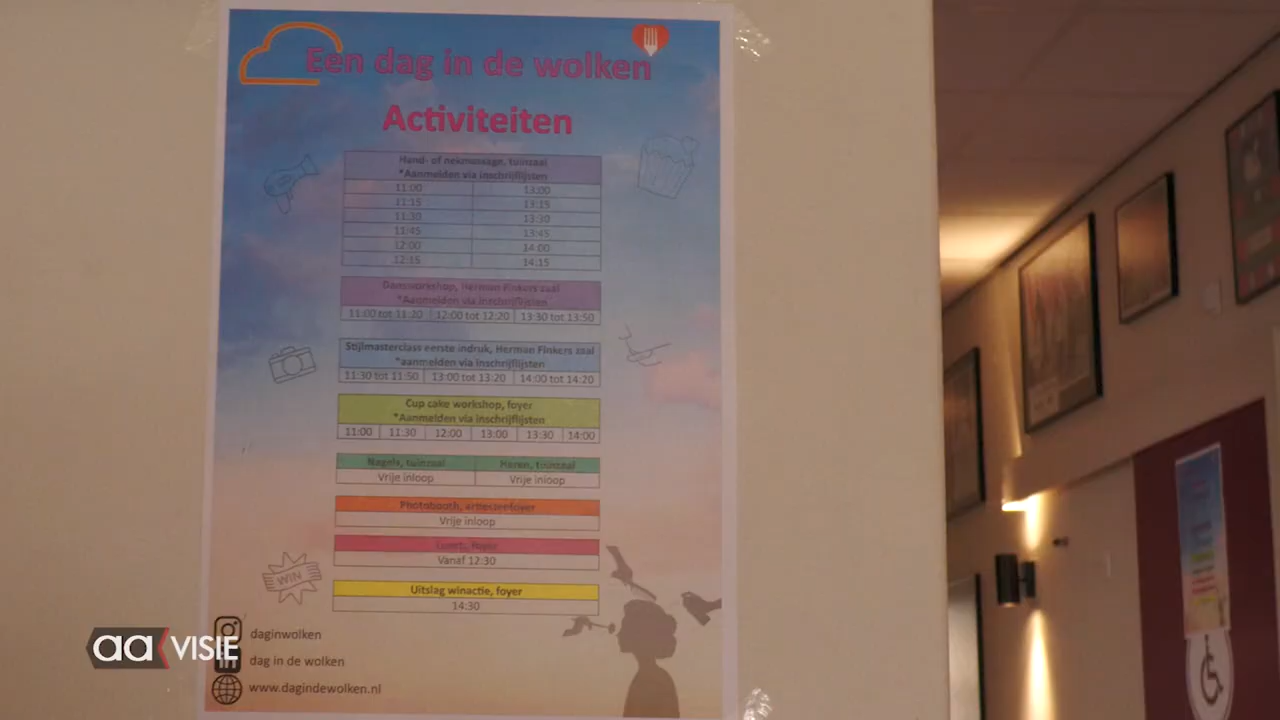 Een dag in de wolken
Activiteiten
Hand- of nekmassage, tuinzaal
*Aanmelden via inschrijflijsten
11:00 13:00
11:15 13:15
11:30 13:30
11:45 13:45
12:00 14:00
12:15 14:15
Dansworkshop, Herman Finkers zaal
*Aanmelden via inschrijflijsten
11:00 tot 11:20 12:00 tot 12:20 13:30 tot 13:50
Stijlmasterclass eerste indruk, Herman Finkers zaal
*aanmelden via inschrijflijsten
11:30 tot 11:50 13:00 tot 13:20 14:00 tot 14:20
Cup cake workshop, foyer
*Aanmelden via inschrijflijsten
11:00 11:30 12:00 13:00 13:30 14:00
Nagels, tuinzaal Haren, tuinzaal
Vrije inloop Vrije inloop
Photobooth, artiestenfoyer
Vrije inloop
Lunch, foyer
Vanaf 12:30
Uitslag winactie, foyer
14:30
WIN
daginwolken
dag in de wolken
www.dagindewolken.nl
aa VISIE